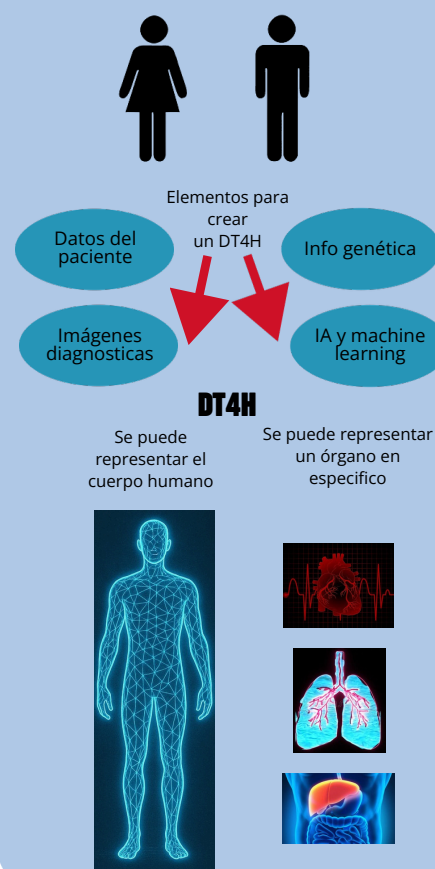 Elementos para
crear
un DT4H
Datos del
paciente
Info genética
Imágenes
diagnosticas
IA y machine
learning
DT4H
Se puede
representar el
cuerpo humano
Se puede representar
un órgano en
especifico